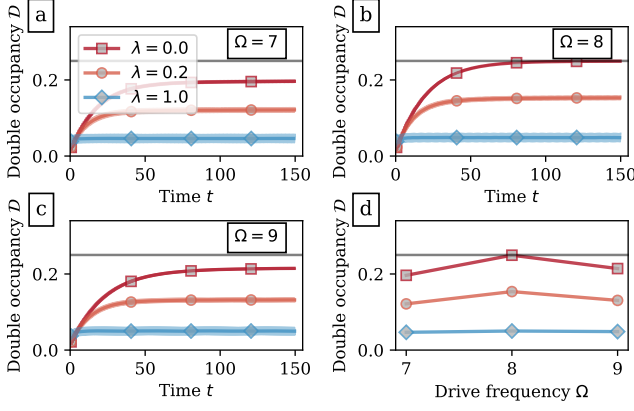 a
Ω = 7
λ = 0.0
λ = 0.2
λ = 1.0
Double occupancy 𝒟
0.2
0.0
0
50
100
150
Time t
b
Ω = 8
Double occupancy 𝒟
0.2
0.0
0
50
100
150
Time t
c
Ω = 9
Double occupancy 𝒟
0.2
0.0
0
50
100
150
Time t
d
Double occupancy 𝒟
0.2
0.0
7
8
9
Drive frequency Ω